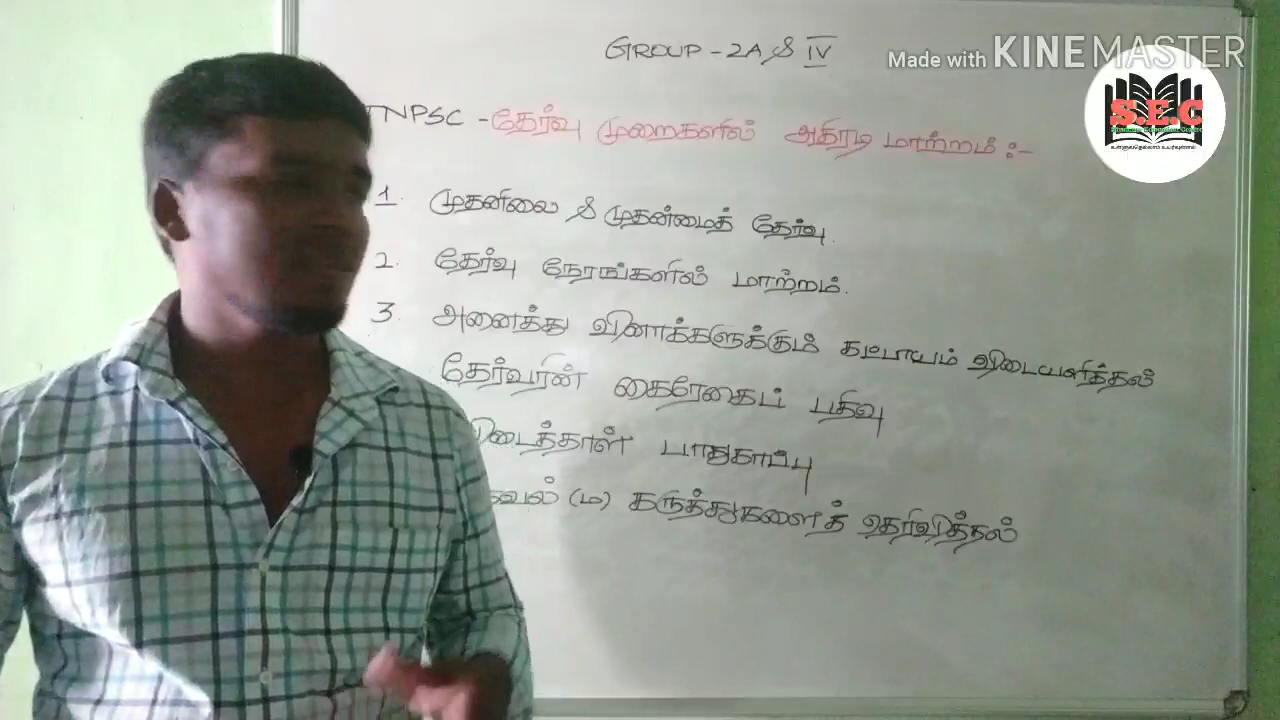 GROUP - 2A & IV
Made with KINEMASTER
TNPSC - தேர்வு முறைகளில் அதிரடி மாற்றம் :-
S.E.C
1. முதனிலை & முதன்மைத் தேர்வு.
2. தேர்வு நேரங்களில் மாற்றம்.
3. அனைத்து வினாக்களுக்கும் கட்டாயம் விடையளித்தல்
தேர்வரின் கைரேகைப் பதிவு
விடைத்தாள் பாதுகாப்பு
தகவல் (ம) கருத்துகளைத் தெரிவித்தல்